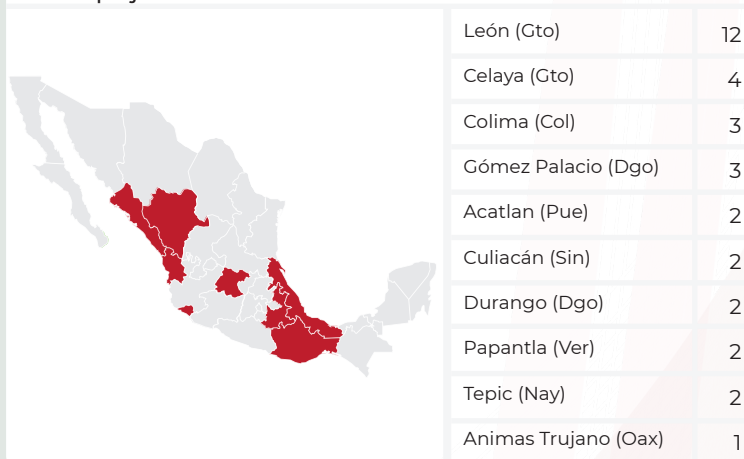 León (Gto) 12
Celaya (Gto) 4
Colima (Col) 3
Gómez Palacio (Dgo) 3
Acatlan (Pue) 2
Culiacán (Sin) 2
Durango (Dgo) 2
Papantla (Ver) 2
Tepic (Nay) 2
Animas Trujano (Oax) 1